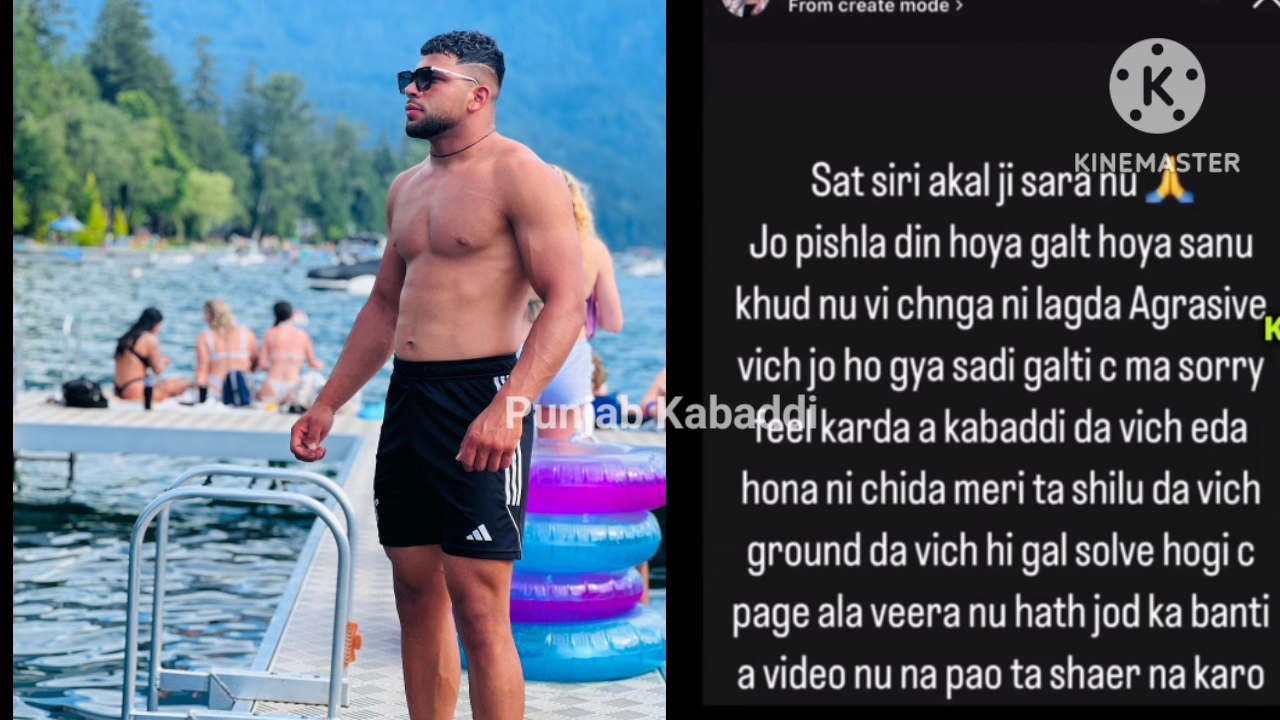 From create mode >
KINEMASTER
Sat siri akal ji sara nu 🙏
Jo pishla din hoya galt hoya sanu
khud nu vi chnga ni lagda Agrasive
vich jo ho gya sadi galti c ma sorry
feel karda a kabaddi da vich eda
hona ni chida meri ta shilu da vich
ground da vich hi gal solve hogi c
page ala veera nu hath jod ka banti
a video nu na pao ta shaer na karo
Punjab Kabaddi
K